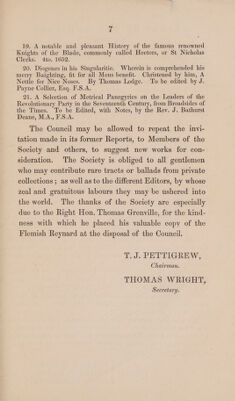 7
19. A notable and pleasant History of the famous renowned
Knights of the Blade, commonly called Hectors, or St Nicholas
Clerks. 4to. 1652.
20. Diogenes in his Singularitie. Wherein is comprehended his
merry Baighting, fit for all Mens benefit. Christened by him, A
Nettle for Nice Noses. By Thomas Lodge. To be edited by J.
Payne Collier, Esq. F.S.A.
21. A Selection of Metrical Panegyrics on the Leaders of the
Revolutionary Party in the Seventeenth Century, from Broadsides of
the Times. To be Edited, with Notes, by the Rev. J. Bathurst
Deane, M.A., F.S.A.
The Council may be allowed to repeat the invi-
tation made in its former Reports, to Members of the
Society and others, to suggest new works for con-
sideration. The Society is obliged to all gentlemen
who may contribute rare tracts or ballads from private
collections; as well as to the different Editors, by whose
zeal and gratuitous labours they may be ushered into
the world. The thanks of the Society are especially
due to the Right Hon. Thomas Grenville, for the kind-
ness with which he placed his valuable copy of the
Flemish Reynard at the disposal of the Council.
T. J. PETTIGREW,
Chairman.
THOMAS WRIGHT,
Secretary.